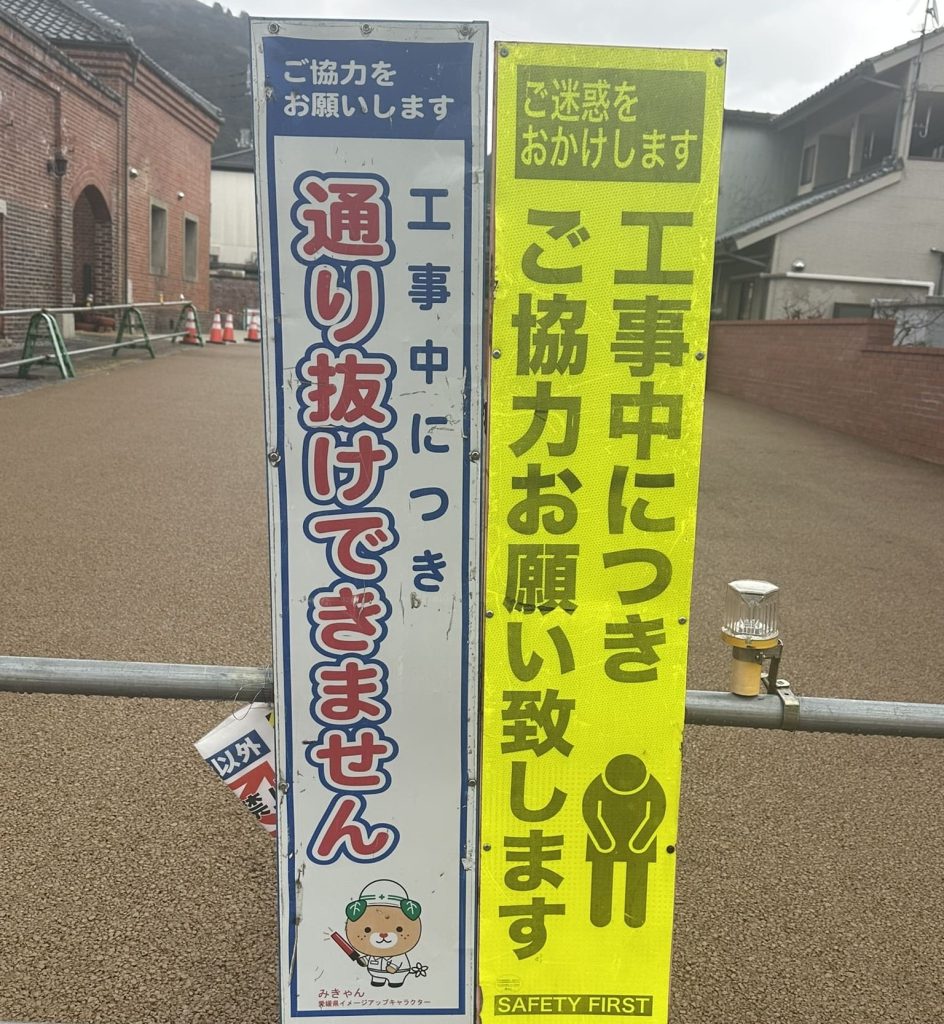 ご協力を
お願いします
工事中につき
通り抜けできません
みきゃん
愛媛県イメージアップキャラクター
ご迷惑を
おかけします
工事中につき
ご協力お願い致します
SAFETY FIRST
以外